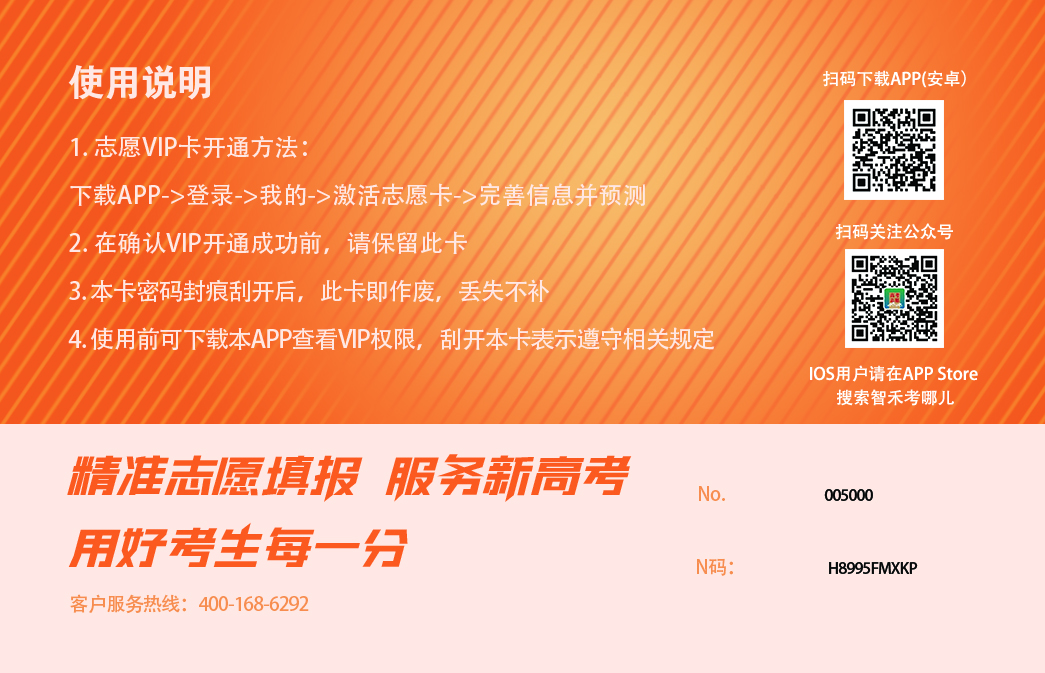 使用说明
1. 志愿VIP卡开通方法：
下载APP->登录->我的->激活志愿卡->完善信息并预测
2. 在确认VIP开通成功前，请保留此卡
3. 本卡密码封痕刮开后，此卡即作废，丢失不补
4. 使用前可下载本APP查看VIP权限，刮开本卡表示遵守相关规定
扫码下载APP(安卓）
扫码关注公众号
IOS用户请在APP Store
搜索智禾考哪儿
精准志愿填报 服务新高考
用好考生每一分
客户服务热线：400-168-6292
No. 005000
N码： H8995FMXKP